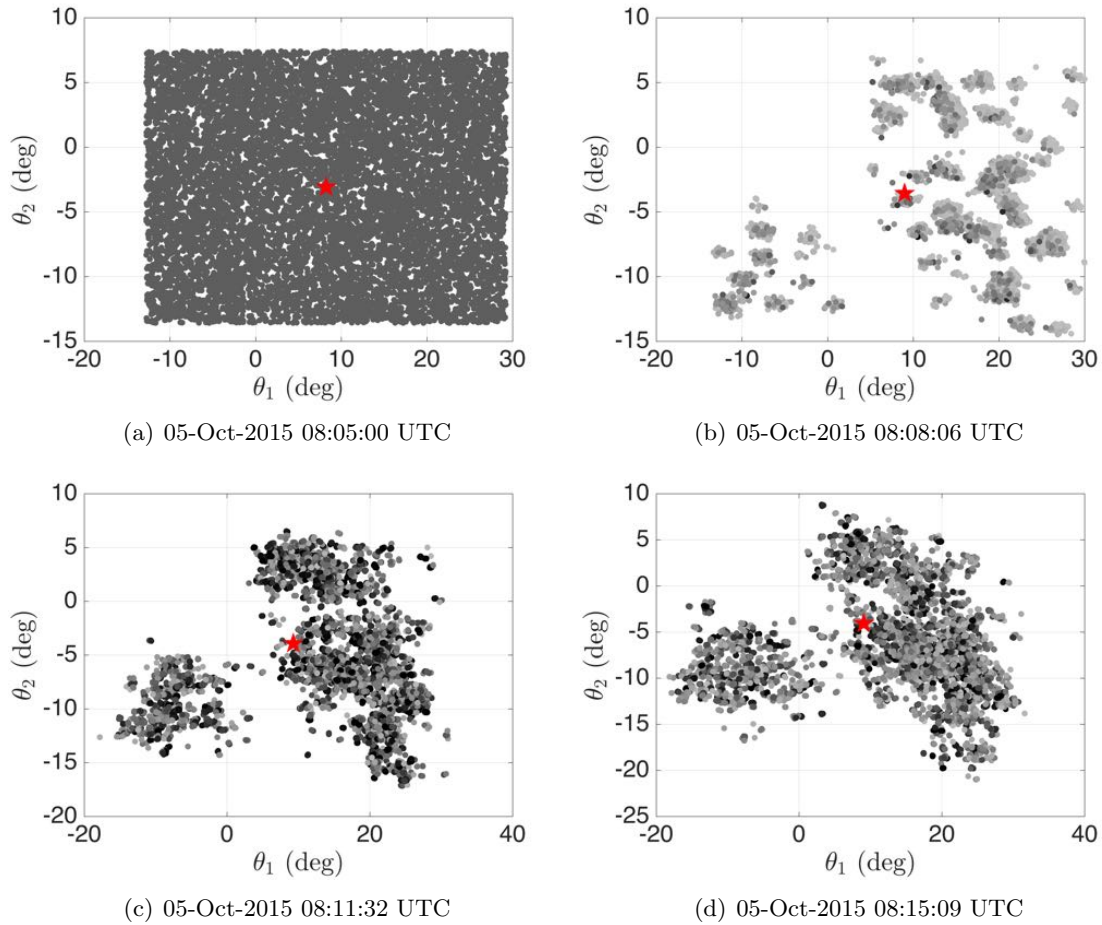 10
5
0
-5
-10
-15
-20 -10 0 10 20 30
θ₂ (deg)
θ₁ (deg)
(a) 05-Oct-2015 08:05:00 UTC
10
5
0
-5
-10
-15
-20 -10 0 10 20 30
θ₂ (deg)
θ₁ (deg)
(b) 05-Oct-2015 08:08:06 UTC
10
5
0
-5
-10
-15
-20
-20 0 20 40
θ₂ (deg)
θ₁ (deg)
(c) 05-Oct-2015 08:11:32 UTC
10
5
0
-5
-10
-15
-20
-25
-20 0 20 40
θ₂ (deg)
θ₁ (deg)
(d) 05-Oct-2015 08:15:09 UTC